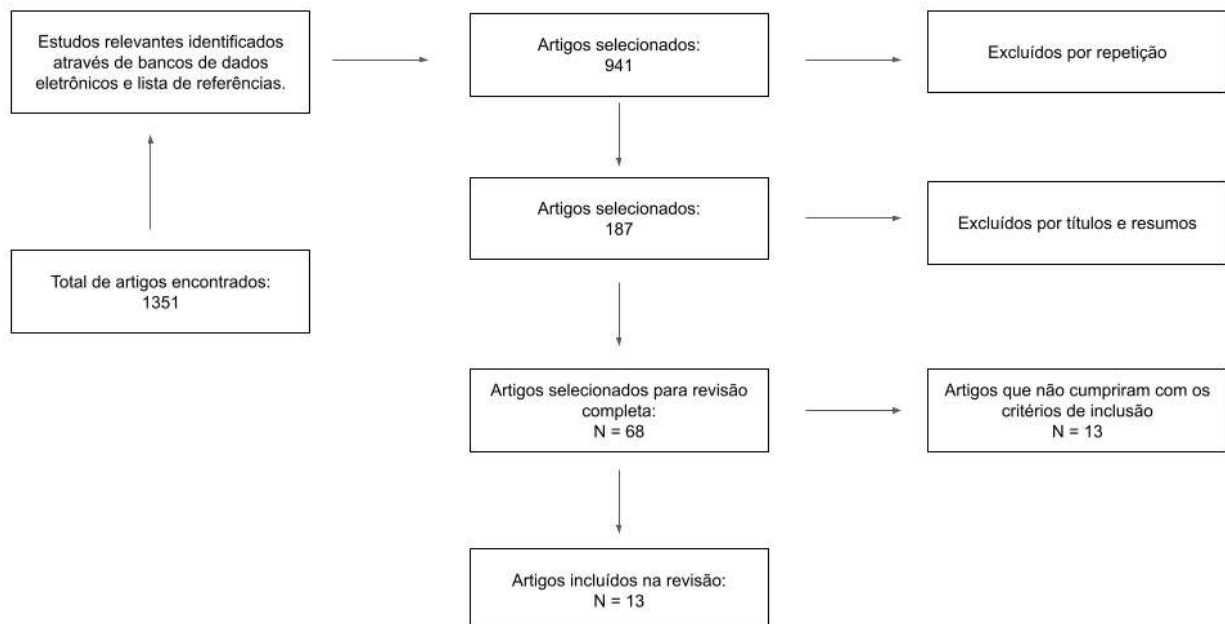 Estudos relevantes identificados
através de bancos de dados
eletrônicos e lista de referências.
Artigos selecionados:
941
Excluídos por repetição
Artigos selecionados:
187
Excluídos por títulos e resumos
Total de artigos encontrados:
1351
Artigos selecionados para revisão
completa:
N = 68
Artigos que não cumpriram com os
critérios de inclusão
N = 13
Artigos incluídos na revisão:
N = 13